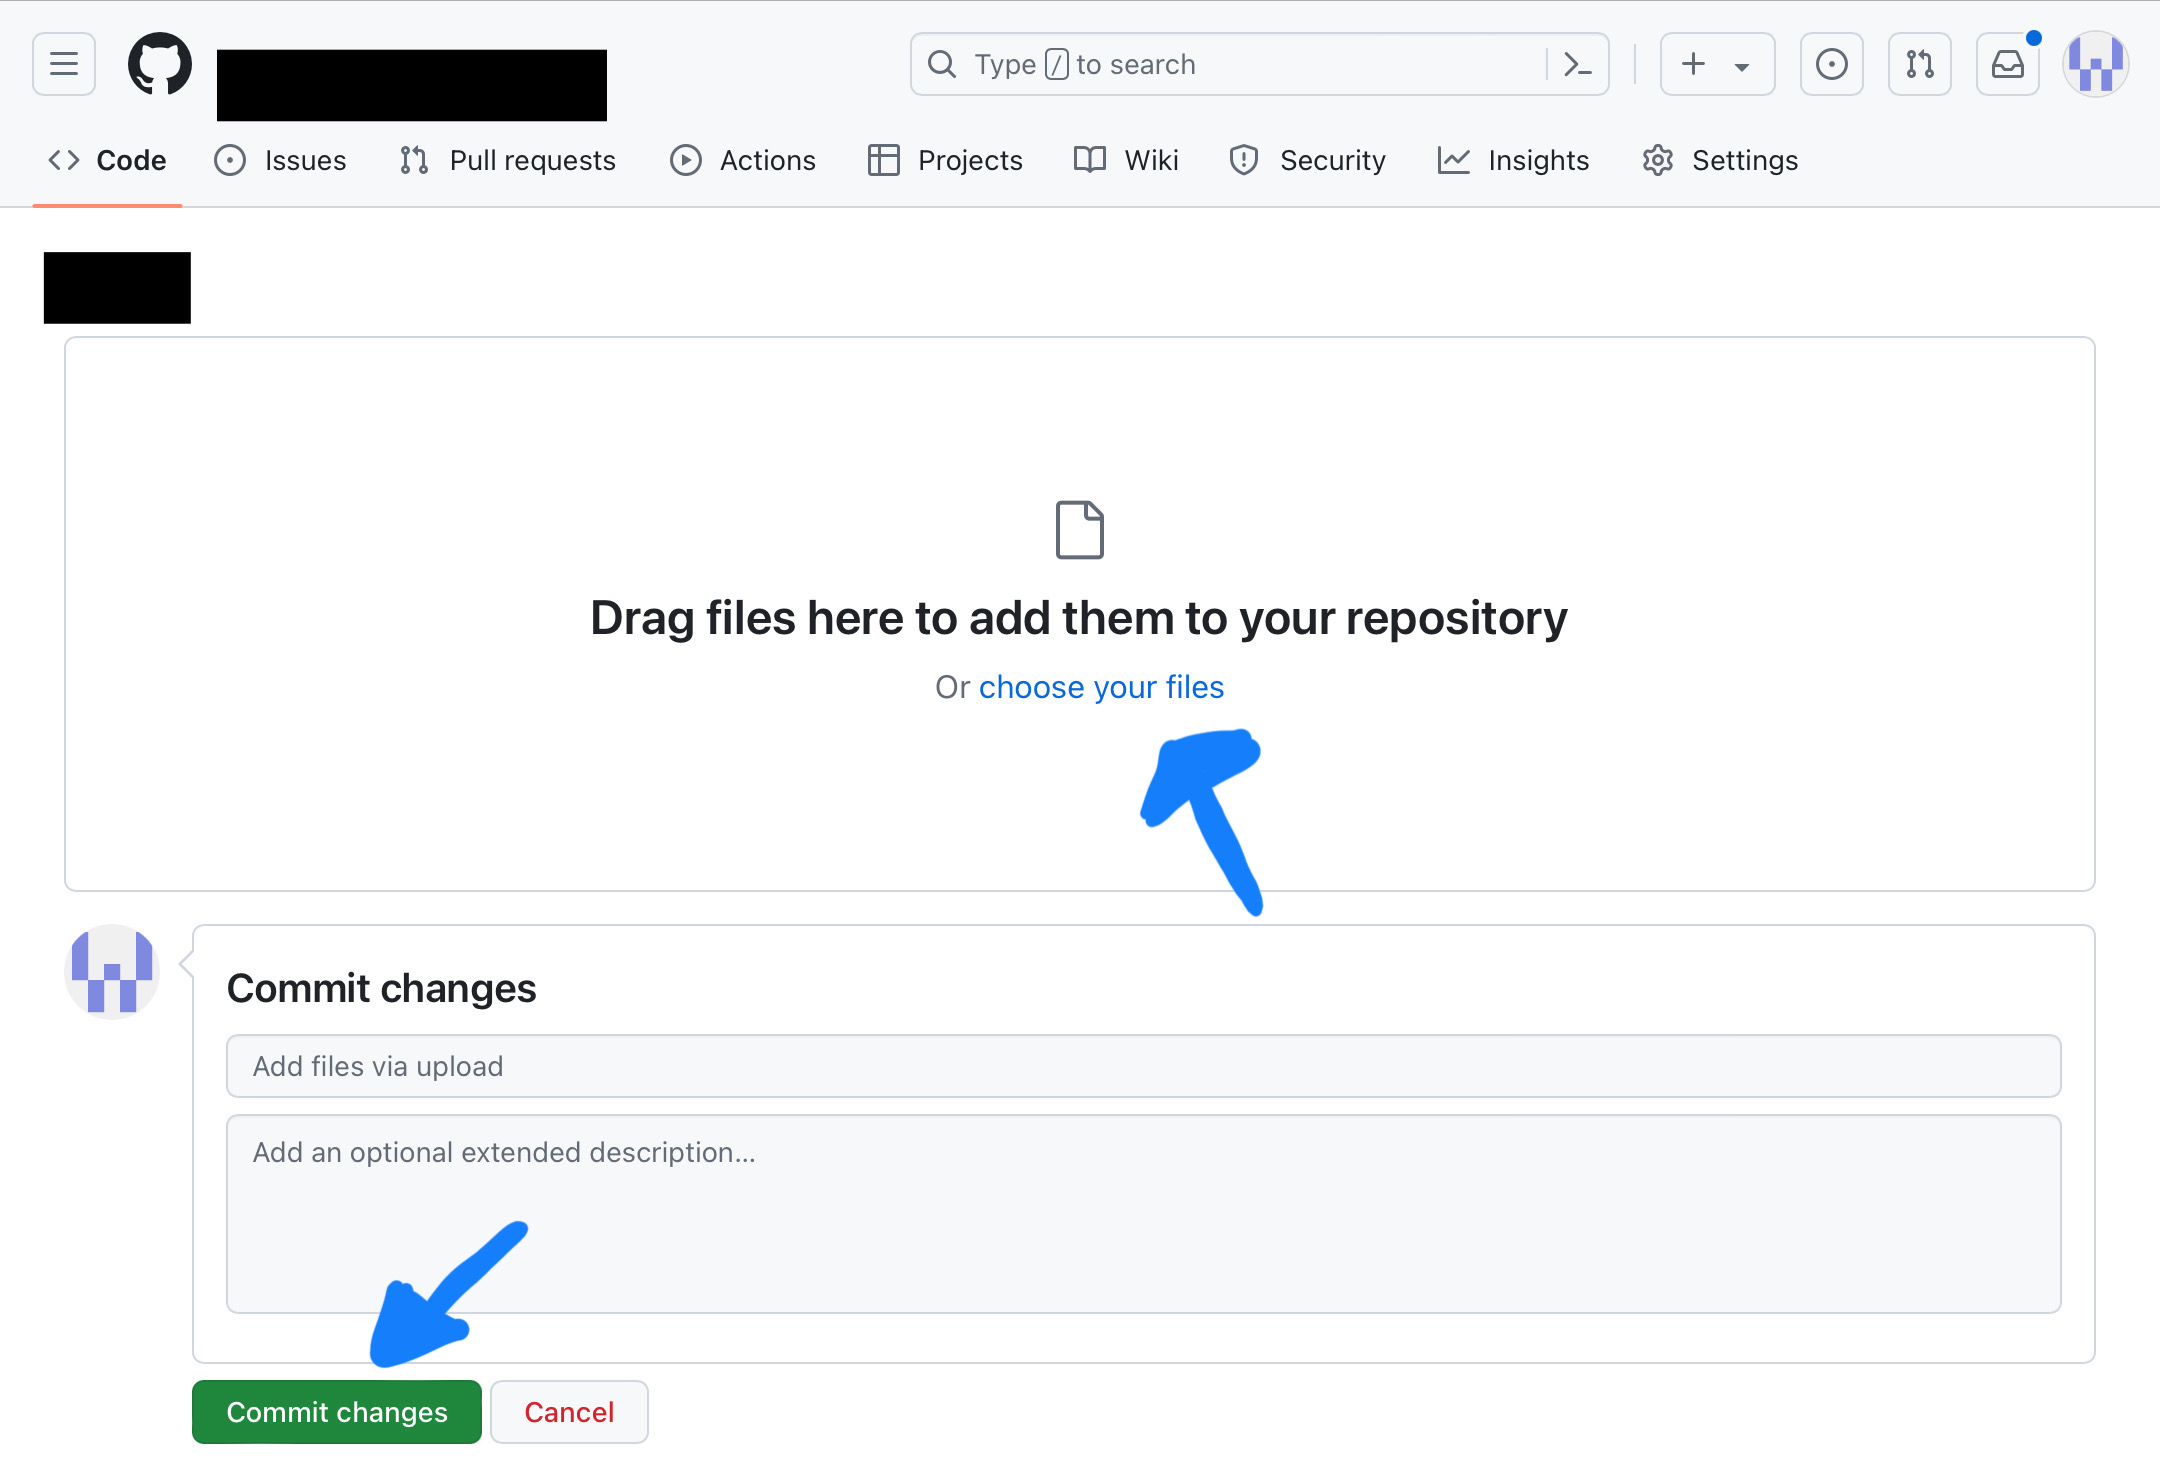 Type / to search
Code Issues Pull requests Actions Projects Wiki Security Insights Settings
Drag files here to add them to your repository
Or choose your files
Commit changes
Add files via upload
Add an optional extended description...
Commit changes Cancel